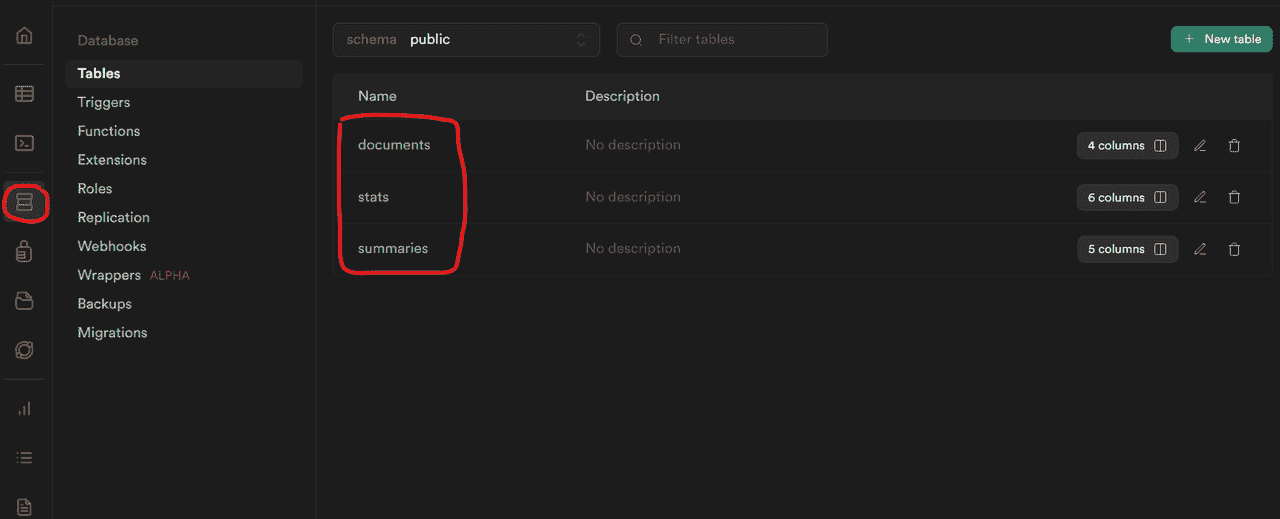 Database
Tables
Triggers
Functions
Extensions
Roles
Replication
Webhooks
Wrappers ALPHA
Backups
Migrations
schema public
Filter tables
+ New table
Name Description
documents No description 4 columns
stats No description 6 columns
summaries No description 5 columns